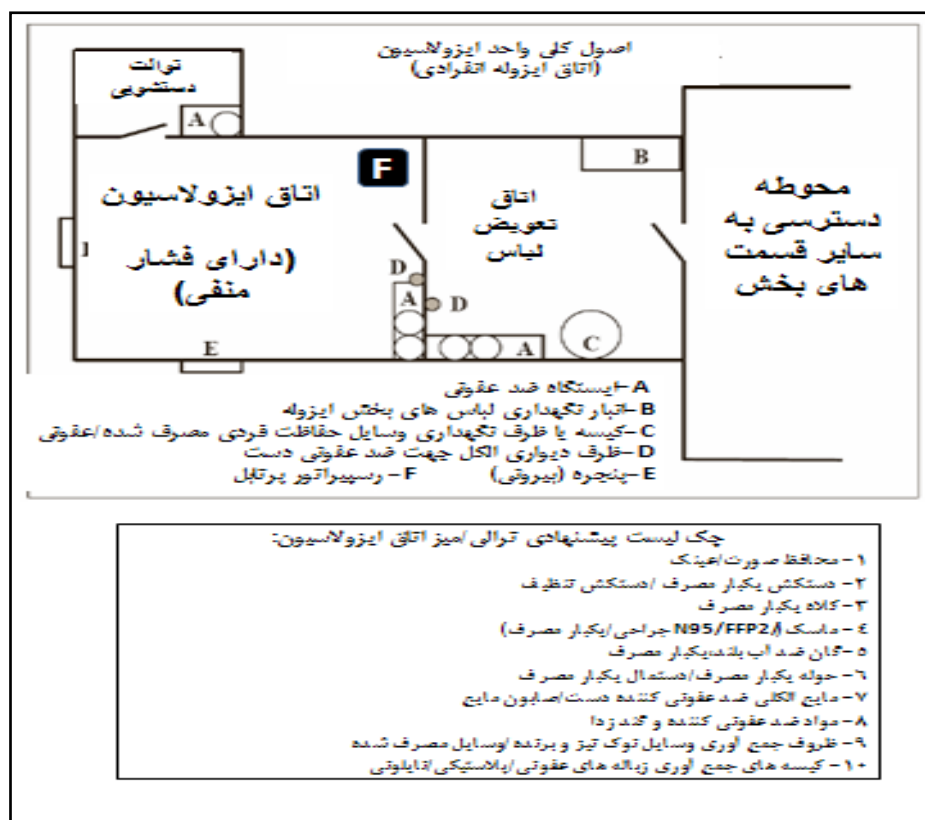 اصول کلی واحد ایزولاسیون
(اتاق ایزوله انفرادی)
توالت
دستشویی
A
B
F
اتاق ایزولاسیون
(دارای فشار
منفی)
اتاق
تعویض
لباس
محوطه
دسترسی به
سایر قسمت
های بخش
I
D
A
D
E
A
C
A-ایستگاه ضد عفونی
B-انبار نگهداری لباس های بخش ایزوله
C-کیسه یا ظرف نگهداری وسایل حفاظت فردی مصرف شده/عفونی
D-ظرف دیواری الکل جهت ضد عفونی دست
E-پنجره (بیرونی) F- رسپیراتور پرتابل
چک لیست پیشنهادی ترالی/میز اتاق ایزولاسیون:
۱- محافظ صورت/عینک
۲- دستکش یکبار مصرف /دستکش تنظیف
۳- کلاه یکبار مصرف
٤- ماسک (N95/FFP2/ جراحی/یکبار مصرف)
۵- گان ضد آب بلند،یکبار مصرف
۶- حوله یکبار مصرف/دستمال یکبار مصرف
۷- مایع الکلی ضد عفونی کننده دست/صابون مایع
۸- مواد ضد عفونی کننده و گند زدا
۹- ظروف جمع آوری وسایل نوک تیز و برنده/وسایل مصرف شده
۱۰- کیسه های جمع آوری زباله های عفونی/پلاستیکی/نایلونی